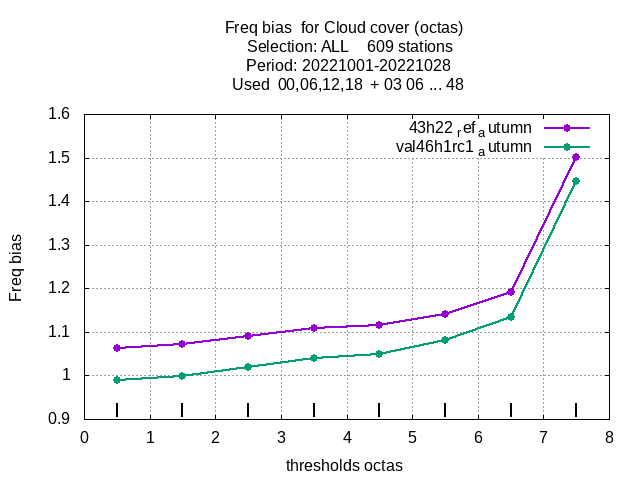 Freq bias  for Cloud cover (octas)
Selection: ALL    609 stations
Period: 20221001-20221028
Used  00,06,12,18  + 03 06 ... 48
1.6
43h22 ref autumn
val46h1rc1 autumn
1.5
1.4
1.3
1.2
1.1
1
0.9
Freq bias
0 1 2 3 4 5 6 7 8
thresholds octas